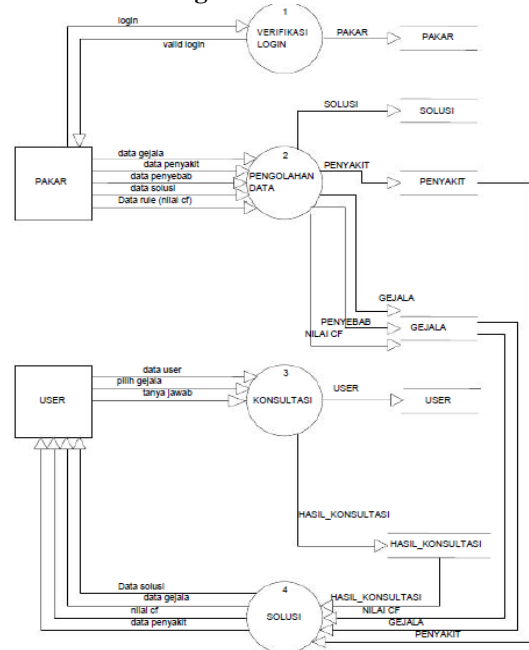 login
valid login
1
VERIFIKASI
LOGIN
PAKAR
PAKAR
SOLUSI
SOLUSI
PAKAR
data gejala
data penyakit
data penyebab
data solusi
Data rule (nilai cf)
2
PENGOLAHAN
DATA
PENYAKIT
PENYAKIT
GEJALA
PENYEBAB
NILAI CF
GEJALA
USER
data user
pilih gejala
tanya jawab
3
KONSULTASI
USER
USER
HASIL_KONSULTASI
HASIL_KONSULTASI
Data solusi
data gejala
nilai cf
data penyakit
4
SOLUSI
HASIL_KONSULTASI
NILAI CF
GEJALA
PENYAKIT